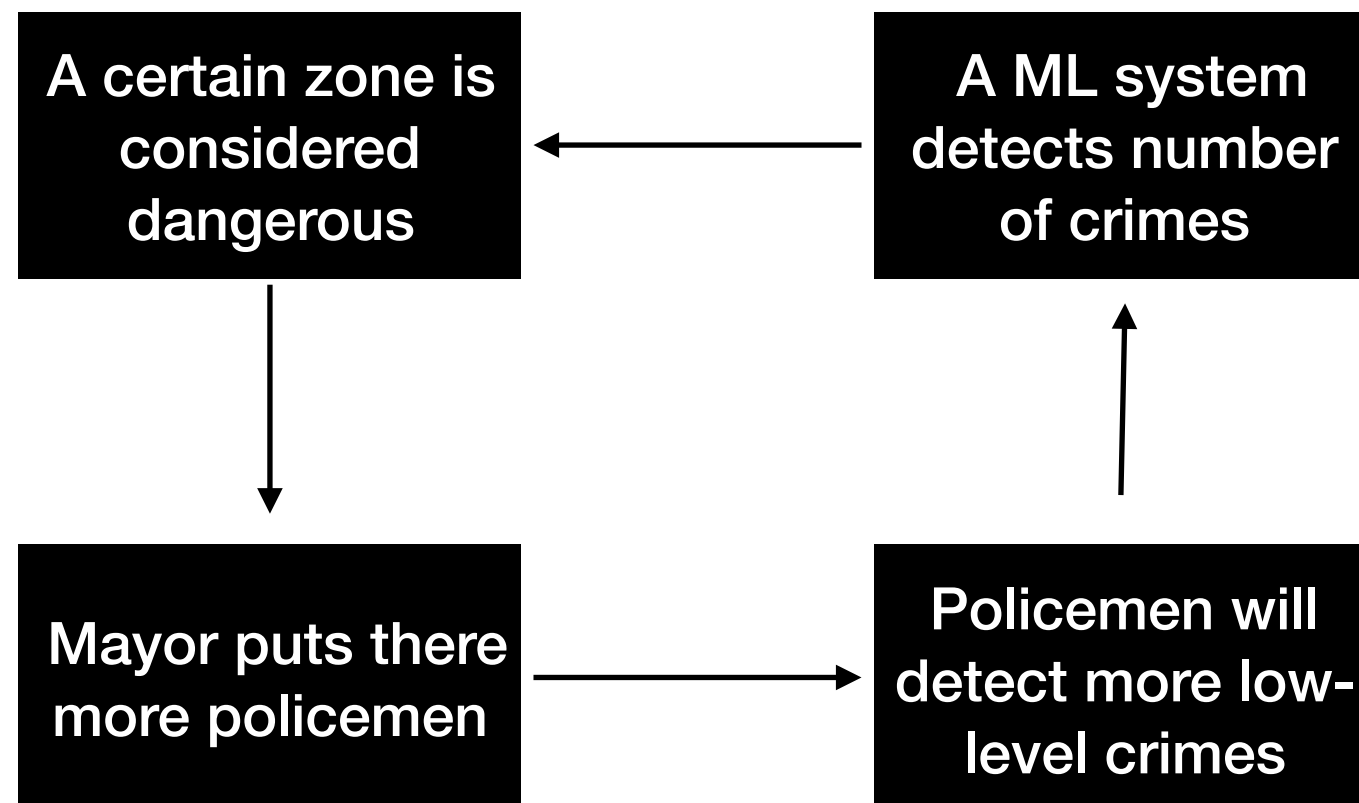 A certain zone is
considered
dangerous
A ML system
detects number
of crimes
Mayor puts there
more policemen
Policemen will
detect more low-
level crimes